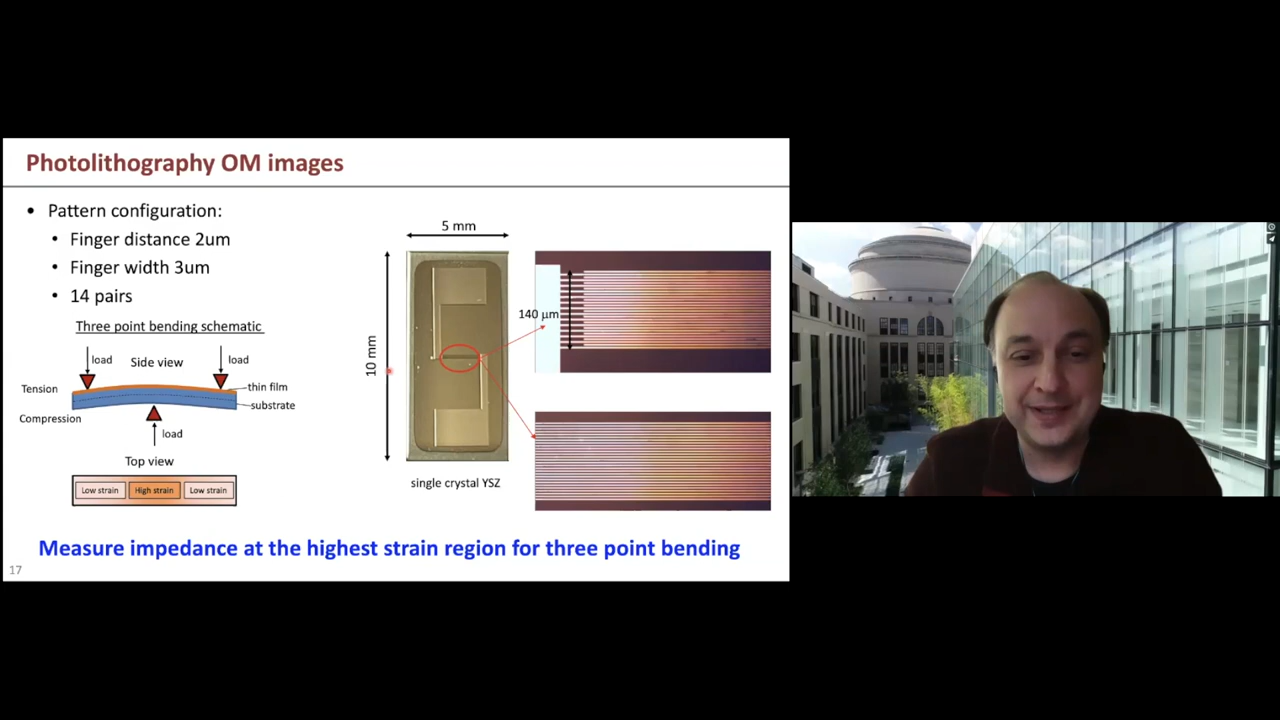 Photolithography OM images
• Pattern configuration:
• Finger distance 2um
• Finger width 3um
• 14 pairs
Three point bending schematic
load
Side view
load
Tension
thin film
substrate
Compression
load
Top view
Low strain
High strain
Low strain
5 mm
10 mm
140 μm
single crystal YSZ
Measure impedance at the highest strain region for three point bending
17